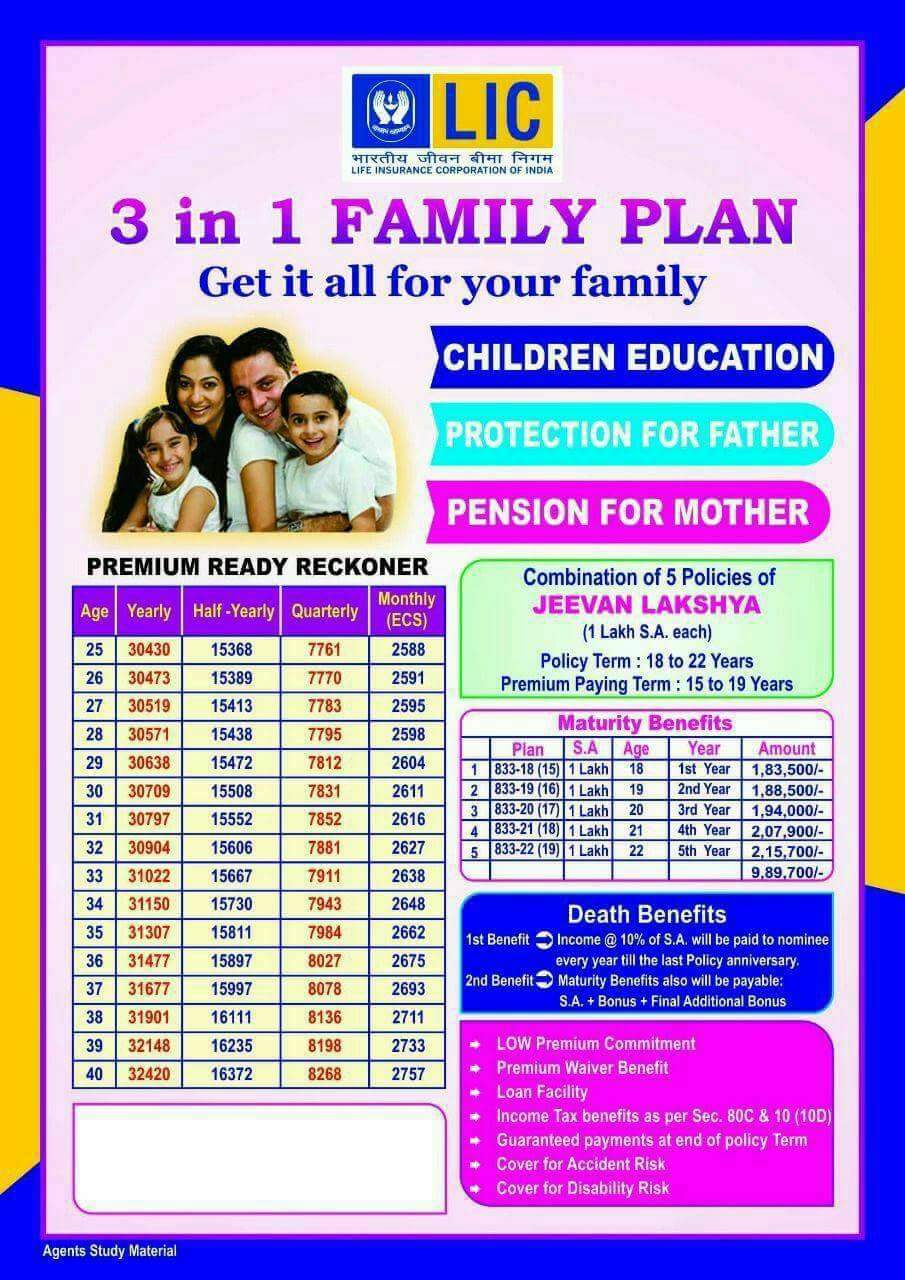 LIC
भारतीय जीवन बीमा निगम
LIFE INSURANCE CORPORATION OF INDIA
3 in 1 FAMILY PLAN
Get it all for your family
CHILDREN EDUCATION
PROTECTION FOR FATHER
PENSION FOR MOTHER
PREMIUM READY RECKONER
Age Yearly Half -Yearly Quarterly Monthly (ECS)
25 30430 15368 7761 2588
26 30473 15389 7770 2591
27 30519 15413 7783 2595
28 30571 15438 7795 2598
29 30638 15472 7812 2604
30 30709 15508 7831 2611
31 30797 15552 7852 2616
32 30904 15606 7881 2627
33 31022 15667 7911 2638
34 31150 15730 7943 2648
35 31307 15811 7984 2662
36 31477 15897 8027 2675
37 31677 15997 8078 2693
38 31901 16111 8136 2711
39 32148 16235 8198 2733
40 32420 16372 8268 2757
Combination of 5 Policies of
JEEVAN LAKSHYA
(1 Lakh S.A. each)
Policy Term : 18 to 22 Years
Premium Paying Term : 15 to 19 Years
Maturity Benefits
Plan S.A Age Year Amount
1 833-18 (15) 1 Lakh 18 1st Year 1,83,500/-
2 833-19 (16) 1 Lakh 19 2nd Year 1,88,500/-
3 833-20 (17) 1 Lakh 20 3rd Year 1,94,000/-
4 833-21 (18) 1 Lakh 21 4th Year 2,07,900/-
5 833-22 (19) 1 Lakh 22 5th Year 2,15,700/-
9,89,700/-
Death Benefits
1st Benefit Income @ 10% of S.A. will be paid to nominee
every year till the last Policy anniversary.
2nd Benefit Maturity Benefits also will be payable:
S.A. + Bonus + Final Additional Bonus
LOW Premium Commitment
Premium Waiver Benefit
Loan Facility
Income Tax benefits as per Sec. 80C & 10 (10D)
Guaranteed payments at end of policy Term
Cover for Accident Risk
Cover for Disability Risk
Agents Study Material